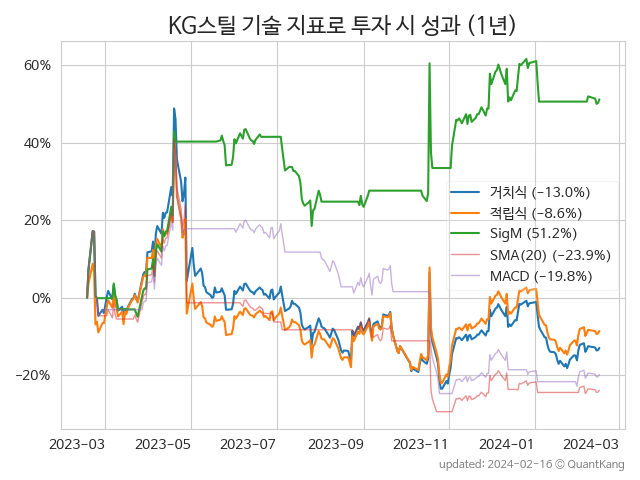 KG스틸 기술 지표로 투자 시 성과 (1년)
60%
40%
20%
0%
−20%
거치식 (−13.0%)
적립식 (−8.6%)
SigM (51.2%)
SMA(20) (−23.9%)
MACD (−19.8%)
2023-03
2023-05
2023-07
2023-09
2023-11
2024-01
2024-03
updated: 2024-02-16 © QuantKang